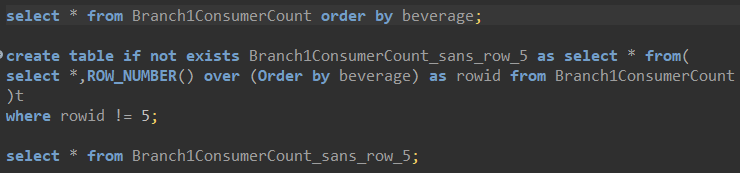 select * from Branch1ConsumerCount order by beverage;
create table if not exists Branch1ConsumerCount_sans_row_5 as select * from(
select *,ROW_NUMBER() over (Order by beverage) as rowid from Branch1ConsumerCount
)t
where rowid != 5;
select * from Branch1ConsumerCount_sans_row_5;